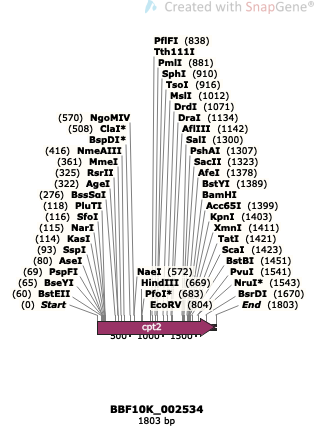 Created with SnapGene®
PflFI (838)
Tth111I
PmlI (881)
SphI (910)
TsoI (916)
MslI (1012)
DrdI (1071)
(570) NgoMIV DraI (1134)
(508) ClaI* AflIII (1142)
BspDI* SalI (1300)
(416) NmeAIII PshAI (1307)
(361) MmeI SacII (1323)
(325) RsrII AfeI (1378)
(322) AgeI BstYI (1389)
(276) BssSαI BamHI
(118) PluTI Acc65I (1399)
(116) SfoI KpnI (1403)
(115) NarI XmnI (1411)
(114) KasI TatI (1421)
(93) SspI ScaI (1423)
(80) AseI BstBI (1451)
(69) PspFI NaeI (572) PvuI (1541)
(65) BseYI HindIII (669) NruI* (1543)
(60) BstEII PfoI* (683) BsrDI (1670)
(0) Start EcoRV (804) End (1803)
cpt2
500 1000 1500
BBF10K_002534
1803 bp